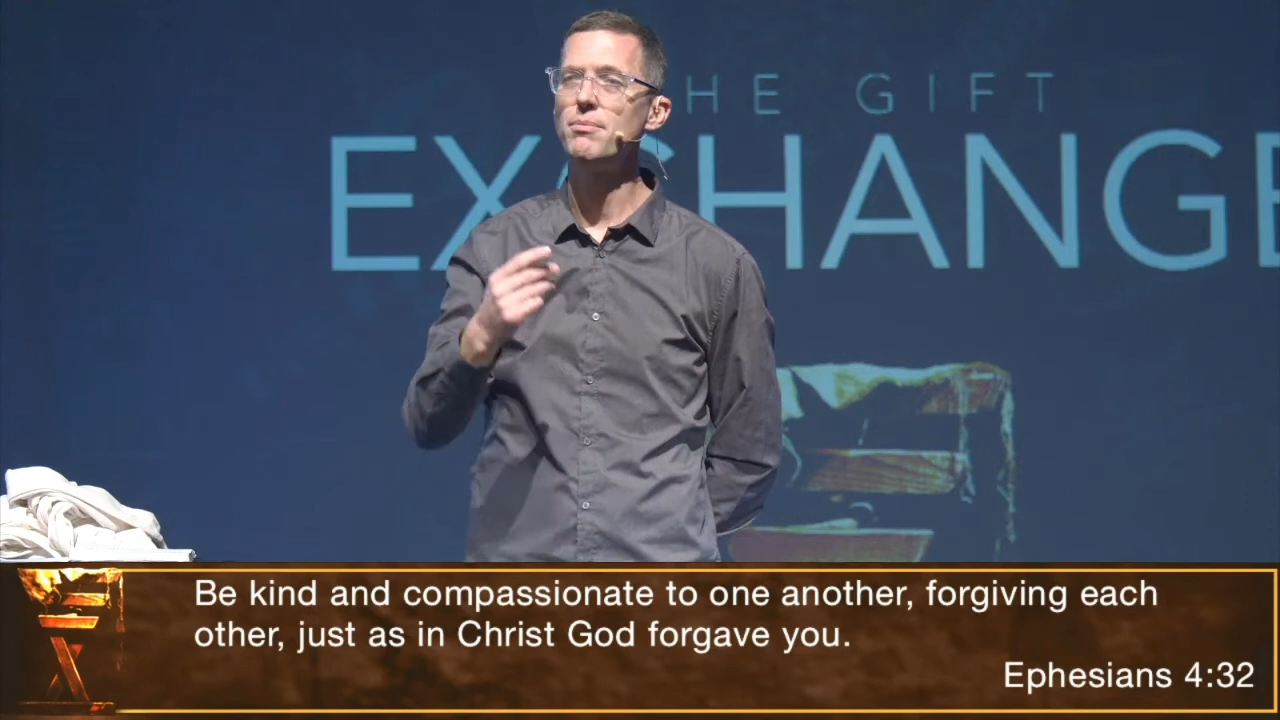 HE GIFT
EXCHANGE
Be kind and compassionate to one another, forgiving each
other, just as in Christ God forgave you.
Ephesians 4:32